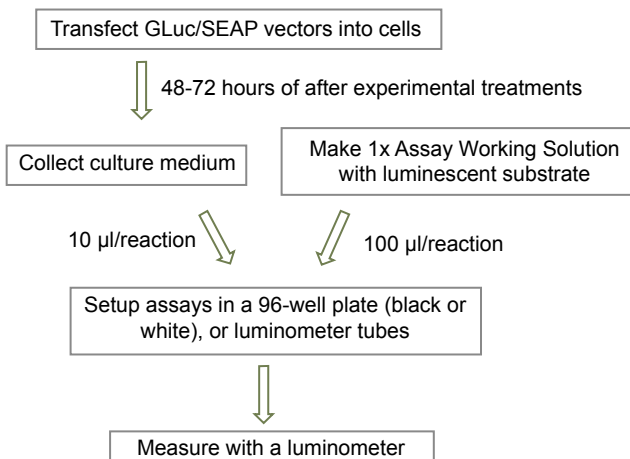 Transfect GLuc/SEAP vectors into cells
48-72 hours of after experimental treatments
Collect culture medium
Make 1x Assay Working Solution
with luminescent substrate
10 µl/reaction
100 µl/reaction
Setup assays in a 96-well plate (black or
white), or luminometer tubes
Measure with a luminometer